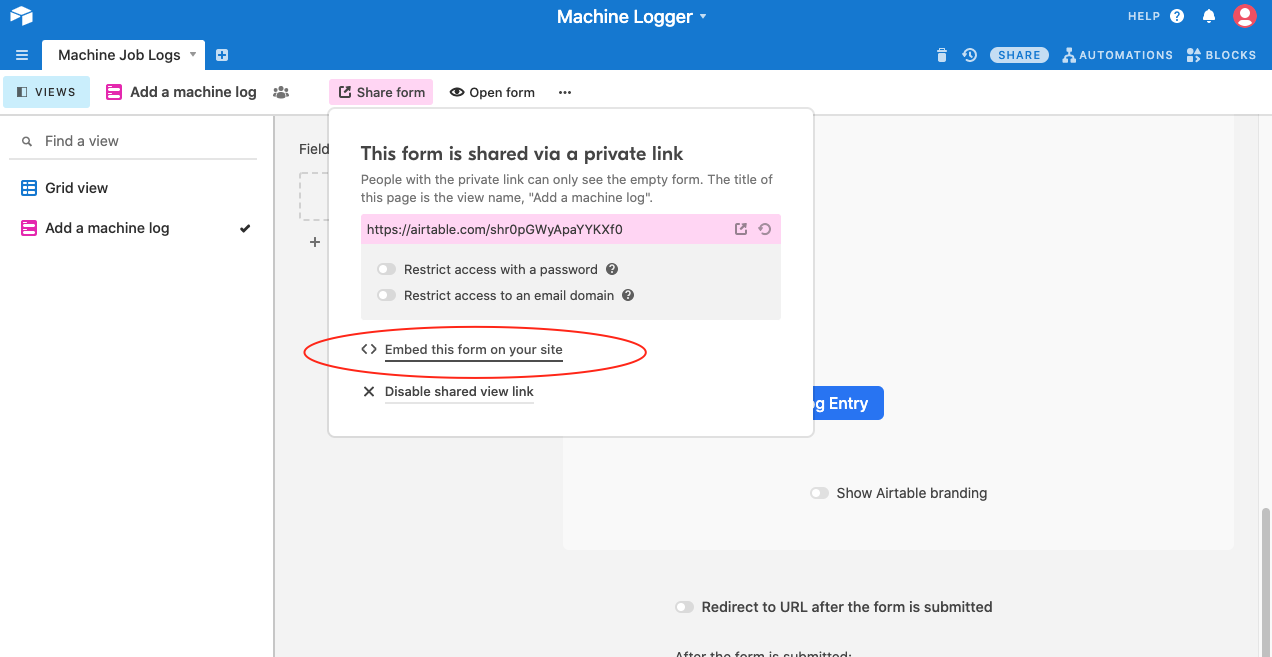 Machine Logger
HELP
Machine Job Logs
SHARE
AUTOMATIONS
BLOCKS
VIEWS
Add a machine log
Share form
Open form
Find a view
Grid view
Add a machine log
Field
This form is shared via a private link
People with the private link can only see the empty form. The title of
this page is the view name, "Add a machine log".
https://airtable.com/shr0pGWyApaYYKXf0
Restrict access with a password
Restrict access to an email domain
Embed this form on your site
Disable shared view link
Entry
Show Airtable branding
Redirect to URL after the form is submitted
After the form is submitted: